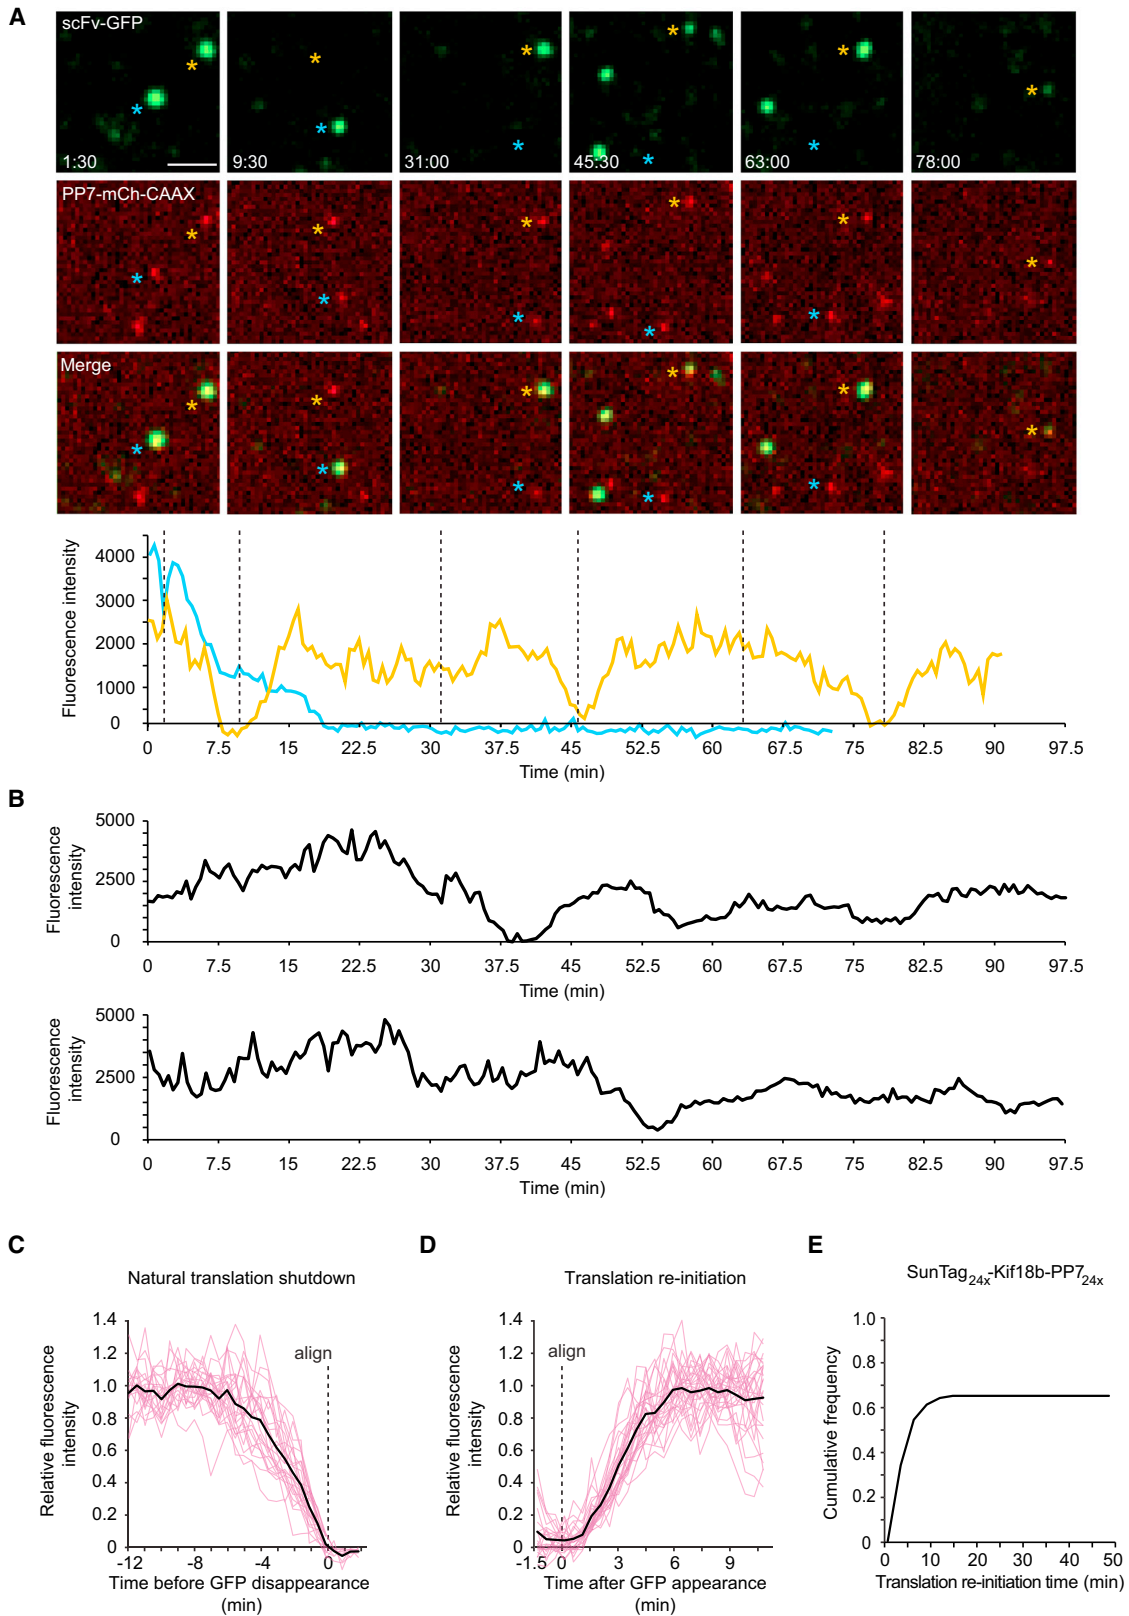 A
scFv-GFP
* * * * * *
* * * * *
1:30 9:30 31:00 45:30 63:00 78:00
PP7-mCh-CAAX
* * * * * *
* * * * *
Merge
* * * * * *
* * * * *
Fluorescence intensity
4000
3000
2000
1000
0
0 7.5 15 22.5 30 37.5 45 52.5 60 67.5 75 82.5 90 97.5
Time (min)
B
Fluorescence
intensity
5000
2500
0
0 7.5 15 22.5 30 37.5 45 52.5 60 67.5 75 82.5 90 97.5
Time (min)
Fluorescence
intensity
5000
2500
0
0 7.5 15 22.5 30 37.5 45 52.5 60 67.5 75 82.5 90 97.5
Time (min)
C
Natural translation shutdown
Relative fluorescence
intensity
1.4
1.2
1.0
0.8
0.6
0.4
0.2
0
align
-12 -8 -4 0
Time before GFP disappearance
(min)
D
Translation re-initiation
Relative fluorescence
intensity
1.4
1.2
1.0
0.8
0.6
0.4
0.2
0
align
-1.5 0 3 6 9
Time after GFP appearance
(min)
E
SunTag24x-Kif18b-PP724x
Cumulative frequency
1.0
0.8
0.6
0.4
0.2
0
0 10 20 30 40 50
Translation re-initiation time (min)